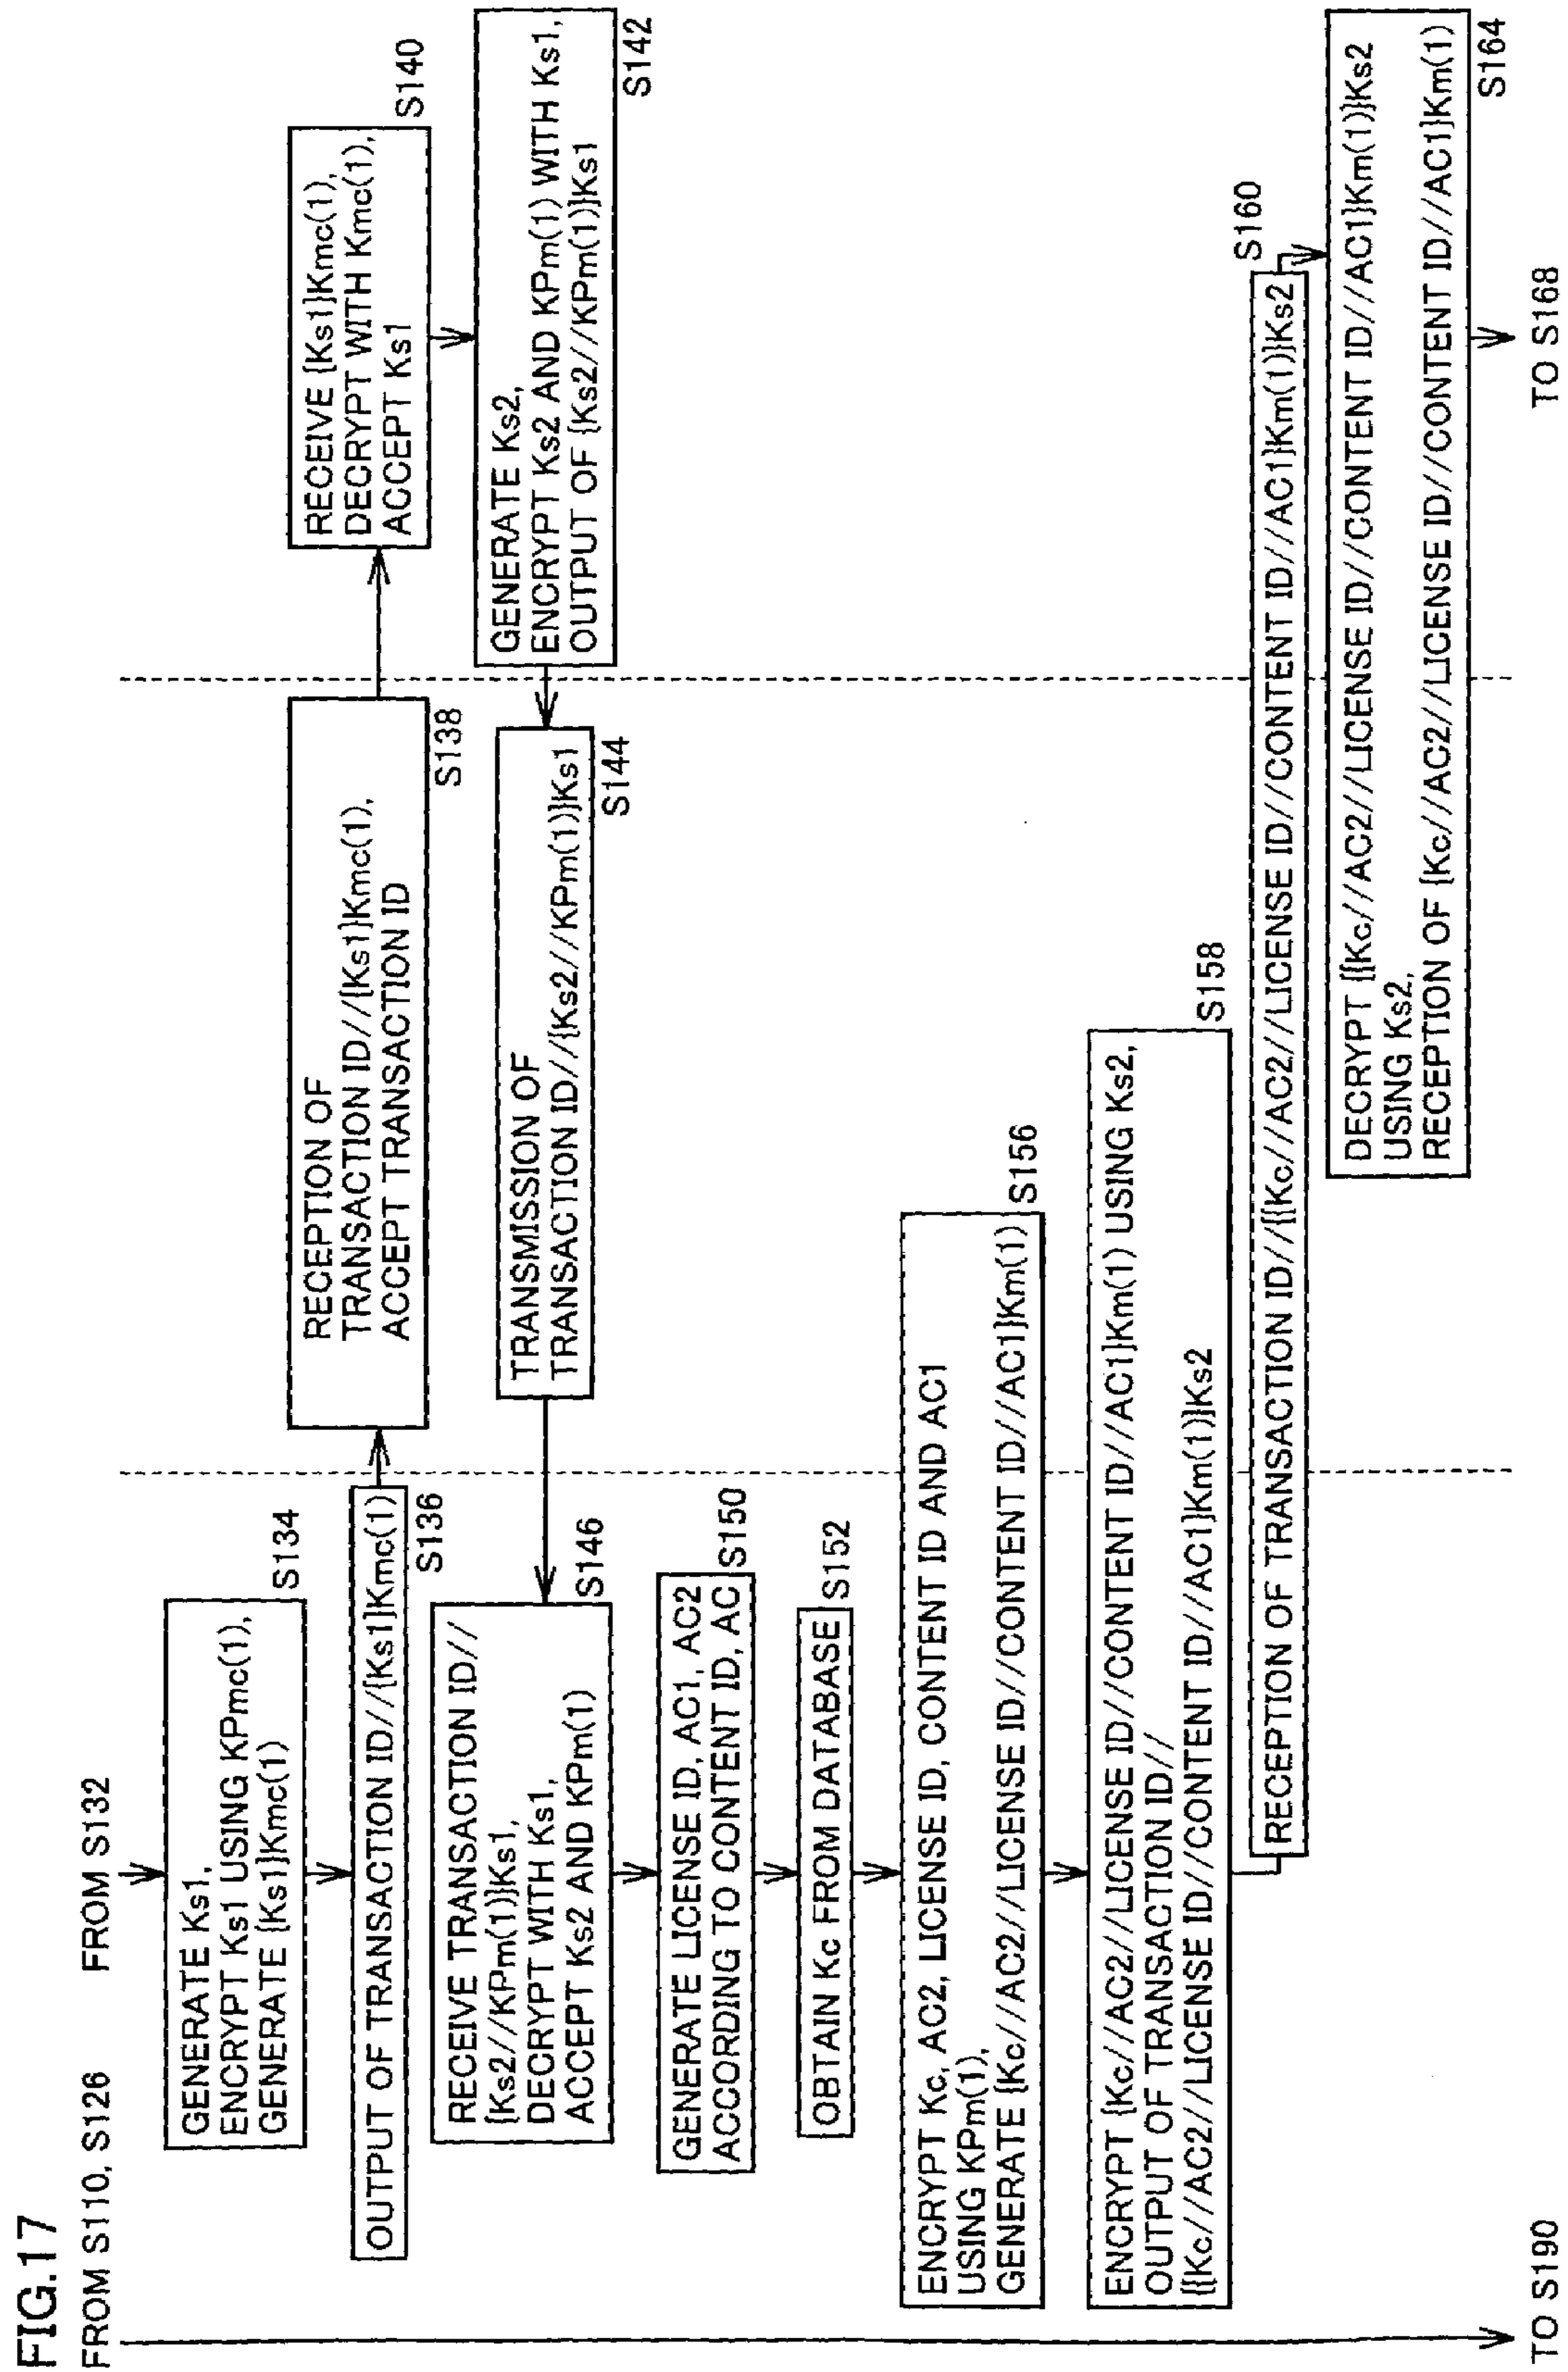 FIG.17
FROM S110, S126
FROM S132
GENERATE Ks1,
ENCRYPT Ks1 USING KPmc(1),
GENERATE {Ks1}Kmc(1)
S134
OUTPUT OF TRANSACTION ID//{Ks1}Kmc(1)
S136
RECEPTION OF
TRANSACTION ID//{Ks1}Kmc(1),
ACCEPT TRANSACTION ID
S138
RECEIVE {Ks1}Kmc(1),
DECRYPT WITH Kmc(1),
ACCEPT Ks1
S140
GENERATE Ks2,
ENCRYPT Ks2 AND KPm(1) WITH Ks1,
OUTPUT OF {Ks2//KPm(1)}Ks1
S142
TRANSMISSION OF
TRANSACTION ID//{Ks2//KPm(1)}Ks1
S144
RECEIVE TRANSACTION ID//
{Ks2//KPm(1)}Ks1,
DECRYPT WITH Ks1,
ACCEPT Ks2 AND KPm(1)
S146
GENERATE LICENSE ID, AC1, AC2
ACCORDING TO CONTENT ID, AC
S150
OBTAIN Kc FROM DATABASE
S152
ENCRYPT Kc, AC2, LICENSE ID, CONTENT ID AND AC1
USING KPm(1),
GENERATE {Kc//AC2//LICENSE ID//CONTENT ID//AC1}Km(1)
S156
ENCRYPT {Kc//AC2//LICENSE ID//CONTENT ID//AC1}Km(1) USING Ks2,
OUTPUT OF TRANSACTION ID//
{{Kc//AC2//LICENSE ID//CONTENT ID//AC1}Km(1)}Ks2
S158
RECEPTION OF TRANSACTION ID//{{Kc//AC2//LICENSE ID//CONTENT ID//AC1}Km(1)}Ks2
S160
DECRYPT {{Kc//AC2//LICENSE ID//CONTENT ID//AC1}Km(1)}Ks2
USING Ks2,
RECEPTION OF {Kc//AC2//LICENSE ID//CONTENT ID//AC1}Km(1)
S164
TO S190
TO S168